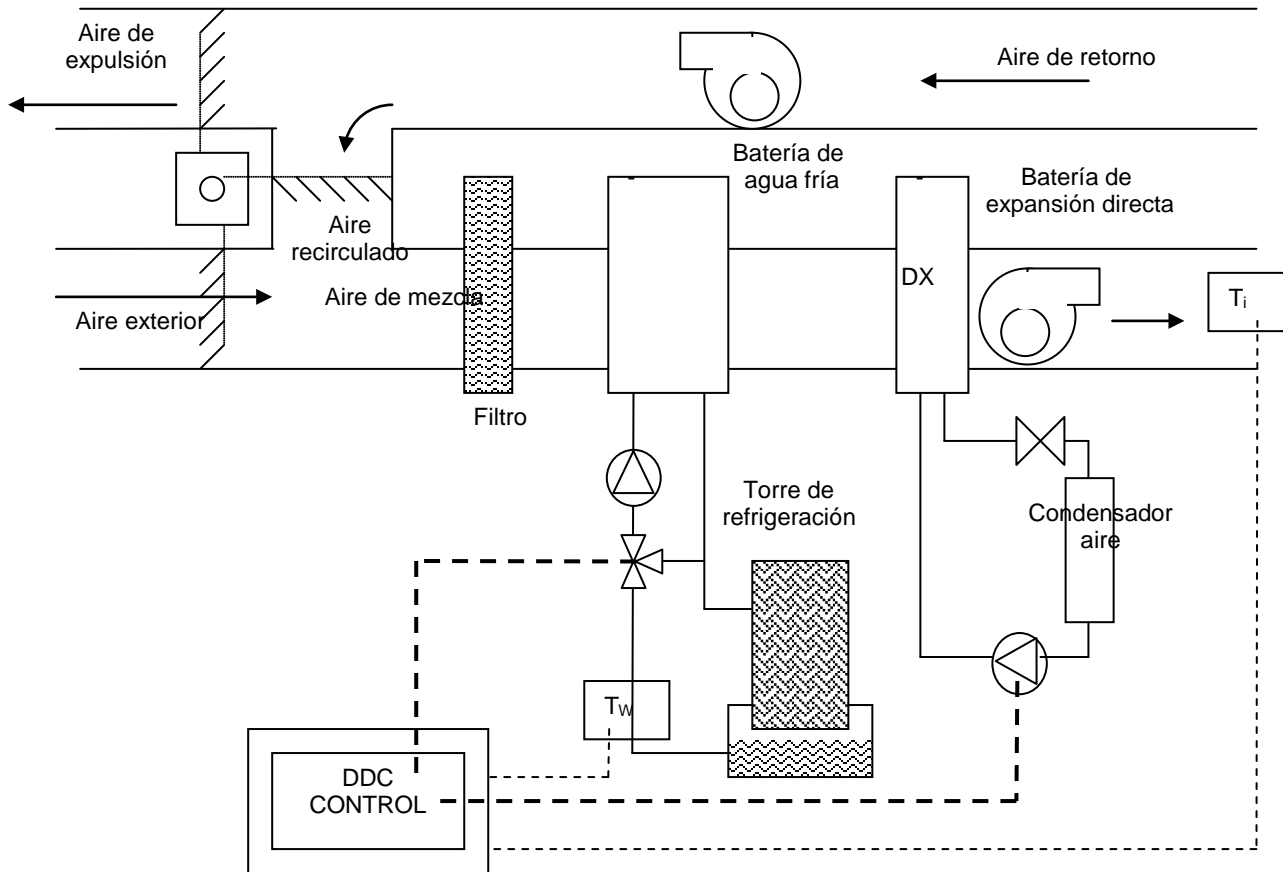 Aire de
expulsión
Aire de retorno
Batería de
agua fría
Batería de
expansión directa
Aire
recirculado
Aire de mezcla
Aire exterior
DX
Ti
Filtro
Torre de
refrigeración
Condensador
aire
TW
DDC
CONTROL